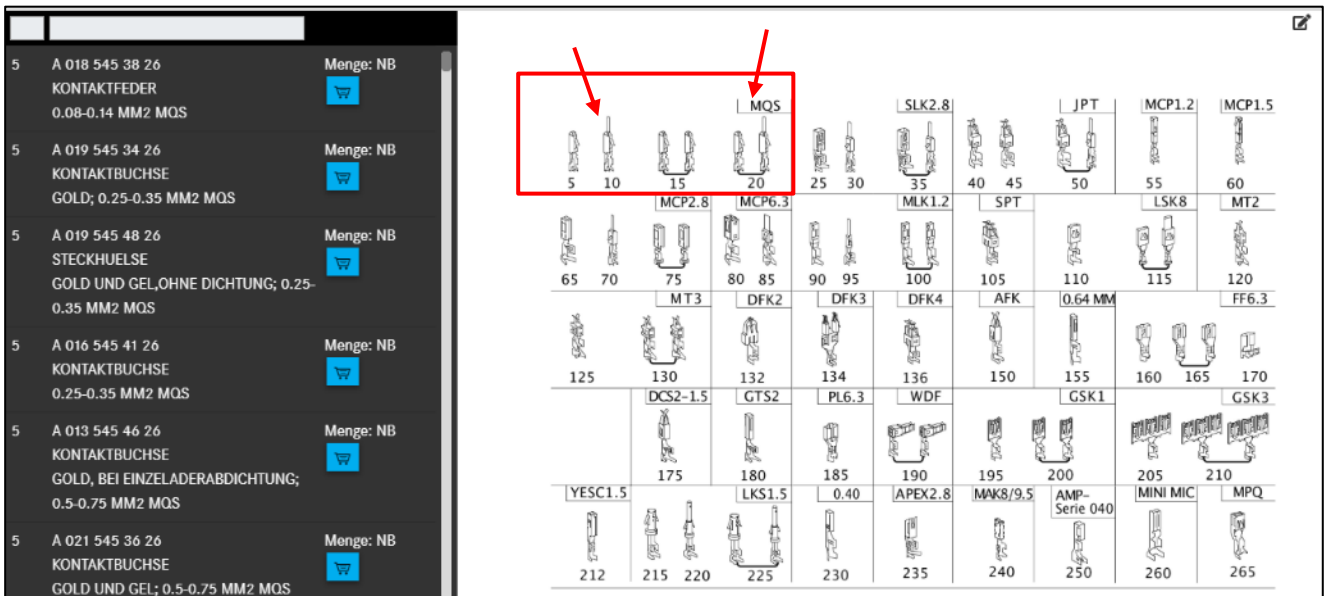 5 A 018 545 38 26 Menge: NB
KONTAKTFEDER
0.08-0.14 MM2 MQS
5 A 019 545 34 26 Menge: NB
KONTAKTBUCHSE
GOLD; 0.25-0.35 MM2 MQS
5 A 019 545 48 26 Menge: NB
STECKHUELSE
GOLD UND GEL,OHNE DICHTUNG; 0.25-
0.35 MM2 MQS
5 A 016 545 41 26 Menge: NB
KONTAKTBUCHSE
0.25-0.35 MM2 MQS
5 A 013 545 46 26 Menge: NB
KONTAKTBUCHSE
GOLD, BEI EINZELADERABDICHTUNG;
0.5-0.75 MM2 MQS
5 A 021 545 36 26 Menge: NB
KONTAKTBUCHSE
GOLD UND GEL; 0.5-0.75 MM2 MQS
MQS SLK2.8 JPT MCP1.2 MCP1.5
5 10 15 20 25 30 35 40 45 50 55 60
MCP2.8 MCP6.3 MLK1.2 SPT LSK8 MT2
65 70 75 80 85 90 95 100 105 110 115 120
MT3 DFK2 DFK3 DFK4 AFK 0.64 MM FF6.3
125 130 132 134 136 150 155 160 165 170
DCS2-1.5 GTS2 PL6.3 WDF GSK1 GSK3
175 180 185 190 195 200 205 210
YESC1.5 LKS1.5 0.40 APEX2.8 MAK8/9.5 AMP- MINI MIC MPQ
Serie 040
212 215 220 225 230 235 240 250 260 265